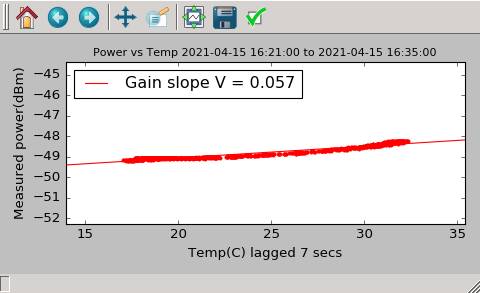 Power vs Temp 2021-04-15 16:21:00 to 2021-04-15 16:35:00
Gain slope V = 0.057
Measured power(dBm)
−45
−46
−47
−48
−49
−50
−51
−52
15 20 25 30 35
Temp(C) lagged 7 secs